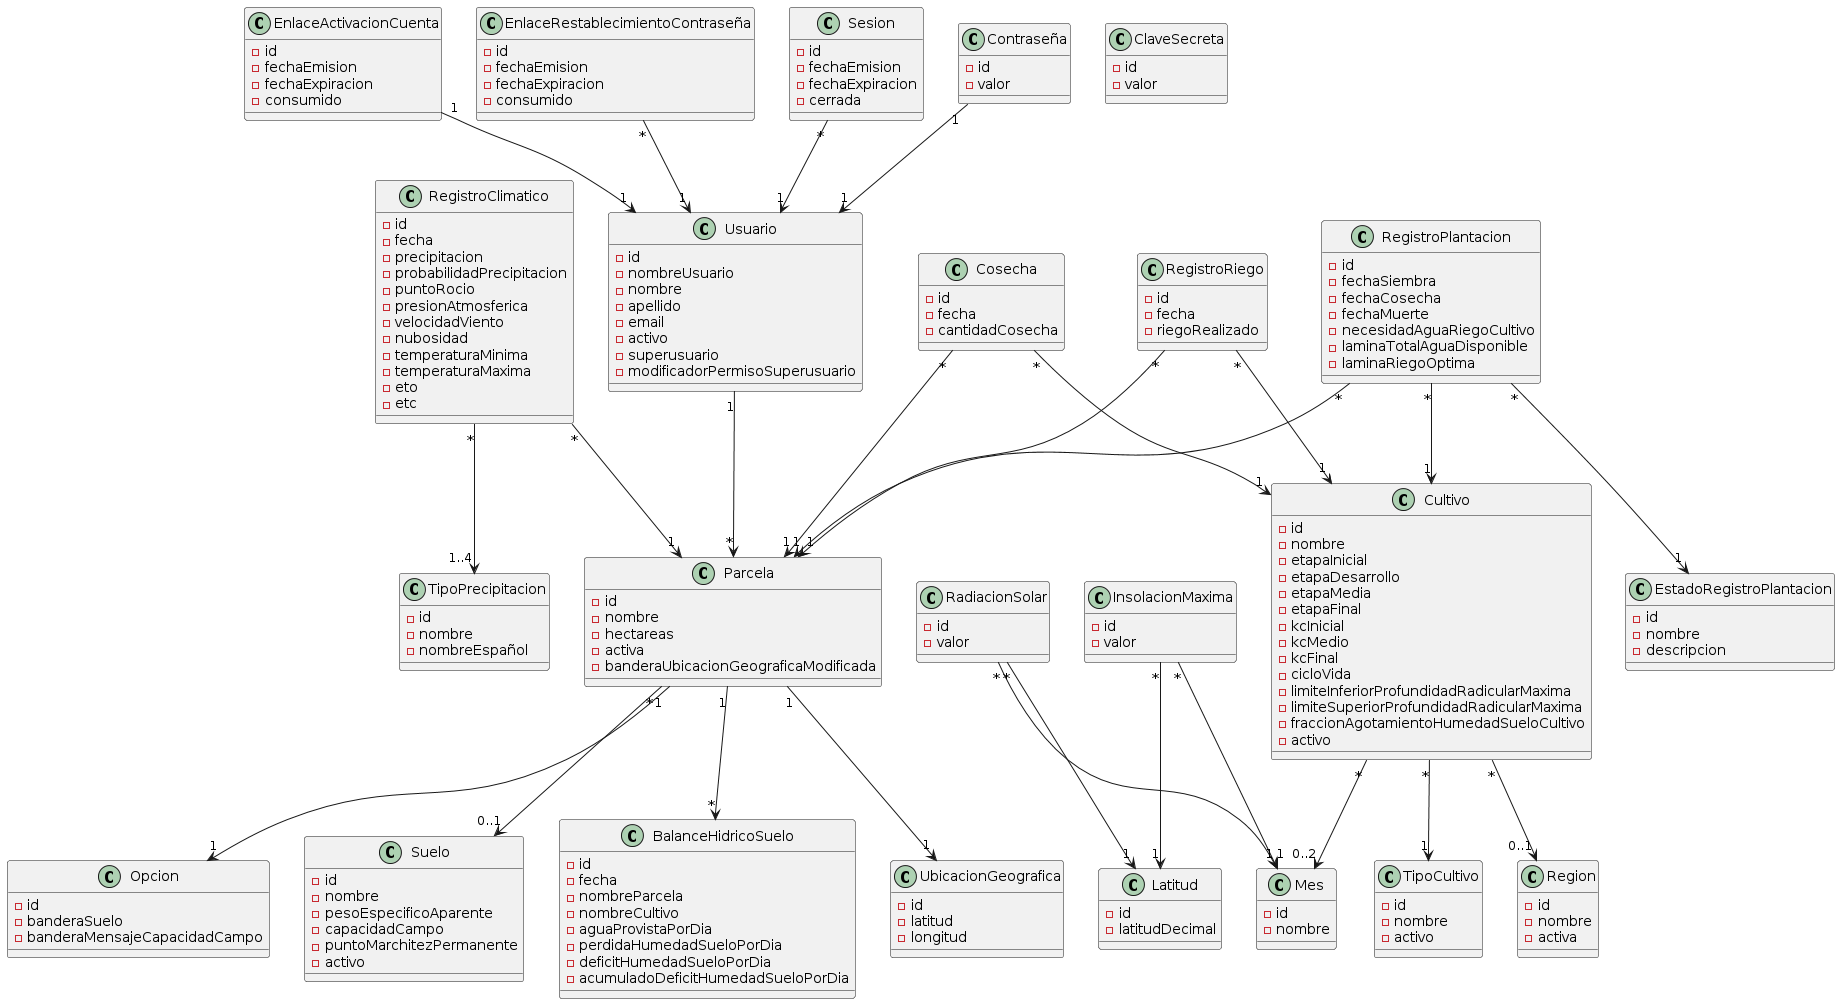 EnlaceActivacionCuenta
id
fechaEmision
fechaExpiracion
consumido
EnlaceRestablecimientoContraseña
id
fechaEmision
fechaExpiracion
consumido
Sesion
id
fechaEmision
fechaExpiracion
cerrada
Contraseña
id
valor
ClaveSecreta
id
valor
1
*
*
1
1
1
1
1
RegistroClimatico
id
fecha
precipitacion
probabilidadPrecipitacion
puntoRocio
presionAtmosferica
velocidadViento
nubosidad
temperaturaMinima
temperaturaMaxima
eto
etc
Usuario
id
nombreUsuario
nombre
apellido
email
activo
superusuario
modificadorPermisoSuperusuario
Cosecha
id
fecha
cantidadCosecha
RegistroRiego
id
fecha
riegoRealizado
RegistroPlantacion
id
fechaSiembra
fechaCosecha
fechaMuerte
necesidadAguaRiegoCultivo
laminaTotalAguaDisponible
laminaRiegoOptima
*
*
1
*
*
*
*
*
*
*
1..4
1
*
1
1
1
1
1
1
1
TipoPrecipitacion
id
nombre
nombreEspañol
Parcela
id
nombre
hectareas
activa
banderaUbicacionGeograficaModificada
RadiacionSolar
id
valor
InsolacionMaxima
id
valor
Cultivo
id
nombre
etapaInicial
etapaDesarrollo
etapaMedia
etapaFinal
kcInicial
kcMedio
kcFinal
cicloVida
limiteInferiorProfundidadRadicularMaxima
limiteSuperiorProfundidadRadicularMaxima
fraccionAgotamientoHumedadSueloCultivo
activo
EstadoRegistroPlantacion
id
nombre
descripcion
*
1
1
1
*
*
*
*
*
*
*
1
0..1
*
1
1
1
1
1
0..2
1
0..1
Opcion
id
banderaSuelo
banderaMensajeCapacidadCampo
Suelo
id
nombre
pesoEspecificoAparente
capacidadCampo
puntoMarchitezPermanente
activo
BalanceHidricoSuelo
id
fecha
nombreParcela
nombreCultivo
aguaProvistaPorDia
perdidaHumedadSueloPorDia
deficitHumedadSueloPorDia
acumuladoDeficitHumedadSueloPorDia
UbicacionGeografica
id
latitud
longitud
Latitud
id
latitudDecimal
Mes
id
nombre
TipoCultivo
id
nombre
activo
Region
id
nombre
activa